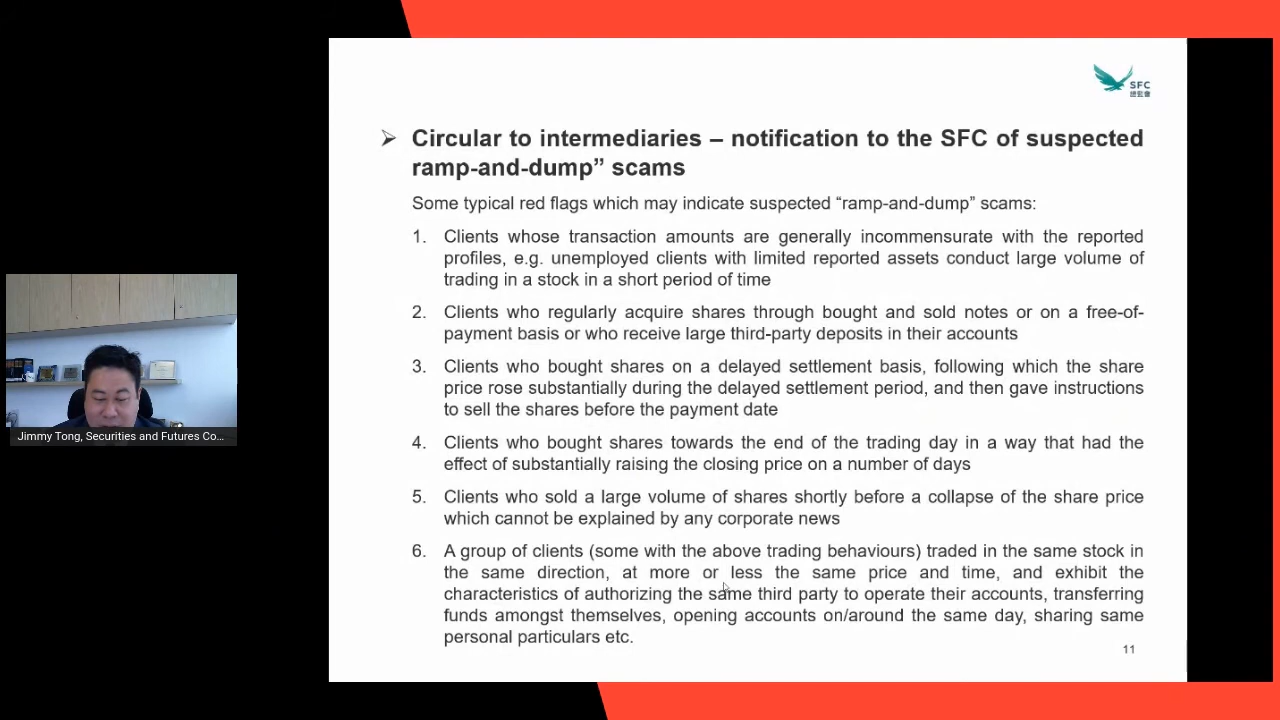 SFC
證監會
➢ Circular to intermediaries – notification to the SFC of suspected
ramp-and-dump” scams
Some typical red flags which may indicate suspected “ramp-and-dump” scams:
1. Clients whose transaction amounts are generally incommensurate with the reported
profiles, e.g. unemployed clients with limited reported assets conduct large volume of
trading in a stock in a short period of time
2. Clients who regularly acquire shares through bought and sold notes or on a free-of-
payment basis or who receive large third-party deposits in their accounts
3. Clients who bought shares on a delayed settlement basis, following which the share
price rose substantially during the delayed settlement period, and then gave instructions
to sell the shares before the payment date
4. Clients who bought shares towards the end of the trading day in a way that had the
effect of substantially raising the closing price on a number of days
5. Clients who sold a large volume of shares shortly before a collapse of the share price
which cannot be explained by any corporate news
6. A group of clients (some with the above trading behaviours) traded in the same stock in
the same direction, at more or less the same price and time, and exhibit the
characteristics of authorizing the same third party to operate their accounts, transferring
funds amongst themselves, opening accounts on/around the same day, sharing same
personal particulars etc.
11
Jimmy Tong, Securities and Futures Co...